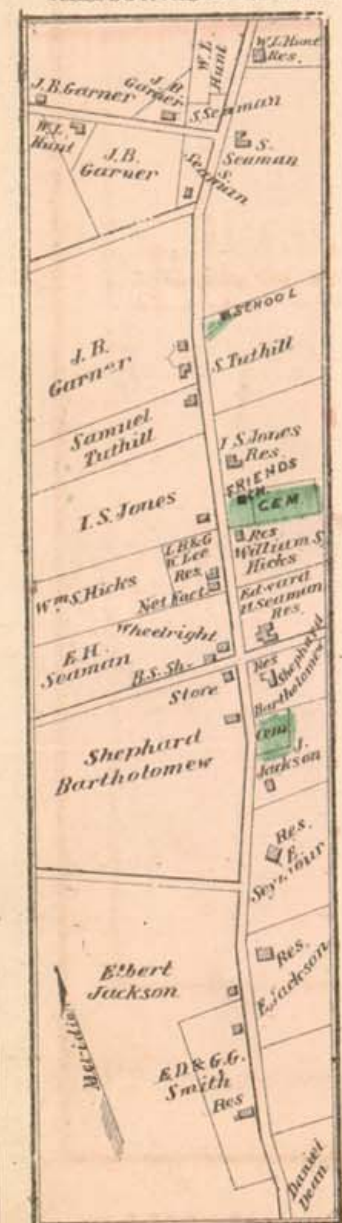 W.L. Hunt
Res.
W. L.
Hunt
J. B.
Garner
J.B. Garner
S. Seaman
W.L.
Hunt
J. B.
Garner
S.
Seaman
S.
Seaman
SCHOOL
J. B.
Garner
S. Tuthill
Samuel
Tuthill
I. S. Jones
Res.
FRIENDS
CH.
CEM.
I. S. Jones
Res
William S.
Hicks
Wm S. Hicks
Lee
Res
Net Fact.
Edward
H. Seaman
Res.
Wheelright
E. H.
Seaman
B.S. Sh.
Store
Res
Shephard
Bartholomew
Shephard
Bartholomew
Cem
J.
Jackson
Res.
E.
Seymour
Elbert
Jackson
Res.
E. Jackson
Meridian
E D & G. G.
Smith
Res
Daniel
Dean